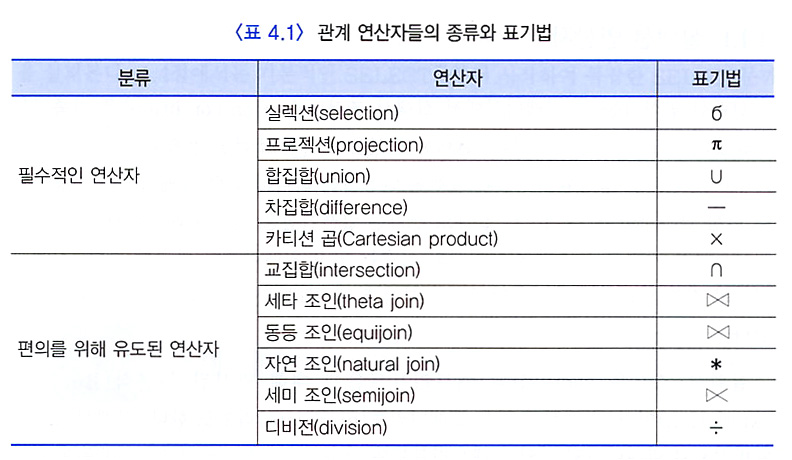 〈표 4.1〉 관계 연산자들의 종류와 표기법
분류 연산자 표기법
필수적인 연산자
실렉션(selection) б
프로젝션(projection) π
합집합(union) ∪
차집합(difference) —
카티션 곱(Cartesian product) ×
편의를 위해 유도된 연산자
교집합(intersection) ∩
세타 조인(theta join) ⋈
동등 조인(equijoin) ⋈
자연 조인(natural join) *
세미 조인(semijoin) ⋉
디비전(division) ÷